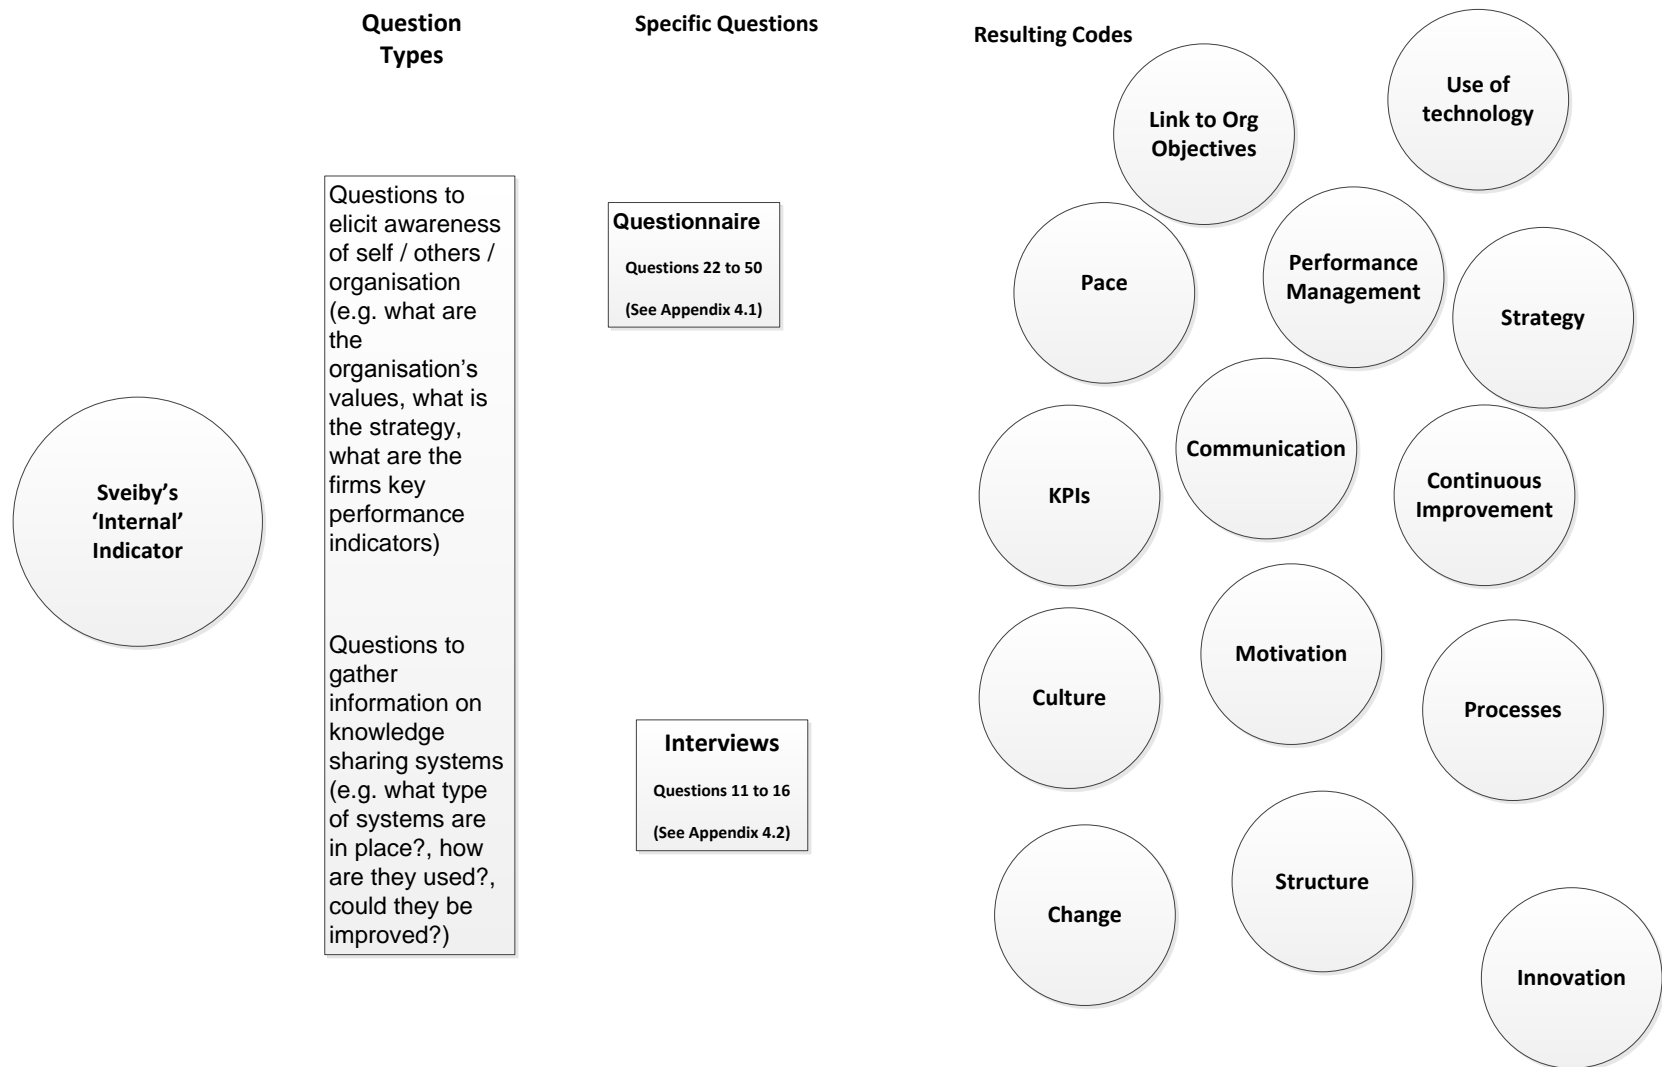 Question
Types
Specific Questions
Resulting Codes
Sveiby’s
‘Internal’
Indicator
Questions to
elicit awareness
of self / others /
organisation
(e.g. what are
the
organisation’s
values, what is
the strategy,
what are the
firms key
performance
indicators)
Questions to
gather
information on
knowledge
sharing systems
(e.g. what type
of systems are
in place?, how
are they used?,
could they be
improved?)
Questionnaire
Questions 22 to 50
(See Appendix 4.1)
Interviews
Questions 11 to 16
(See Appendix 4.2)
Link to Org
Objectives
Use of
technology
Pace
Performance
Management
Strategy
KPIs
Communication
Continuous
Improvement
Culture
Motivation
Processes
Change
Structure
Innovation